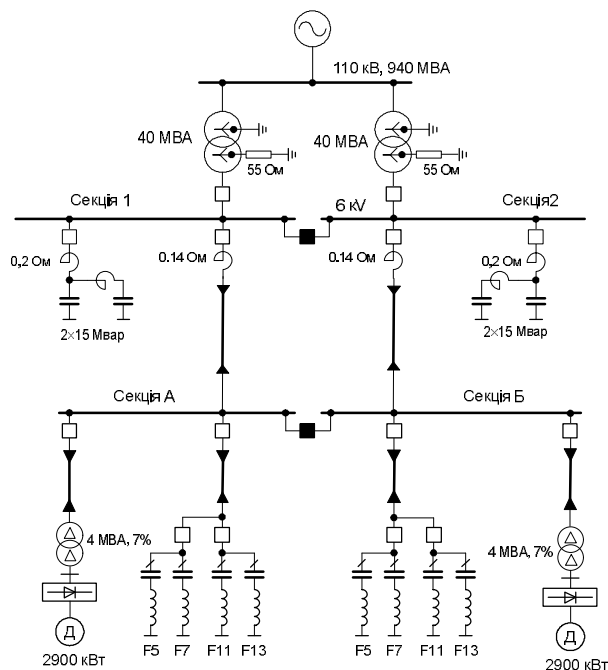 110 кВ, 940 МВА
40 МВА
40 МВА
55 Ом
55 Ом
Секція 1
6 kV
Секція2
0,2 Ом
0.14 Ом
0.14 Ом
0,2 Ом
2×15 Мвар
2×15 Мвар
Секція А
Секція Б
4 МВА, 7%
4 МВА, 7%
Д
Д
2900 кВт
F5
F7
F11
F13
F5
F7
F11
F13
2900 кВт